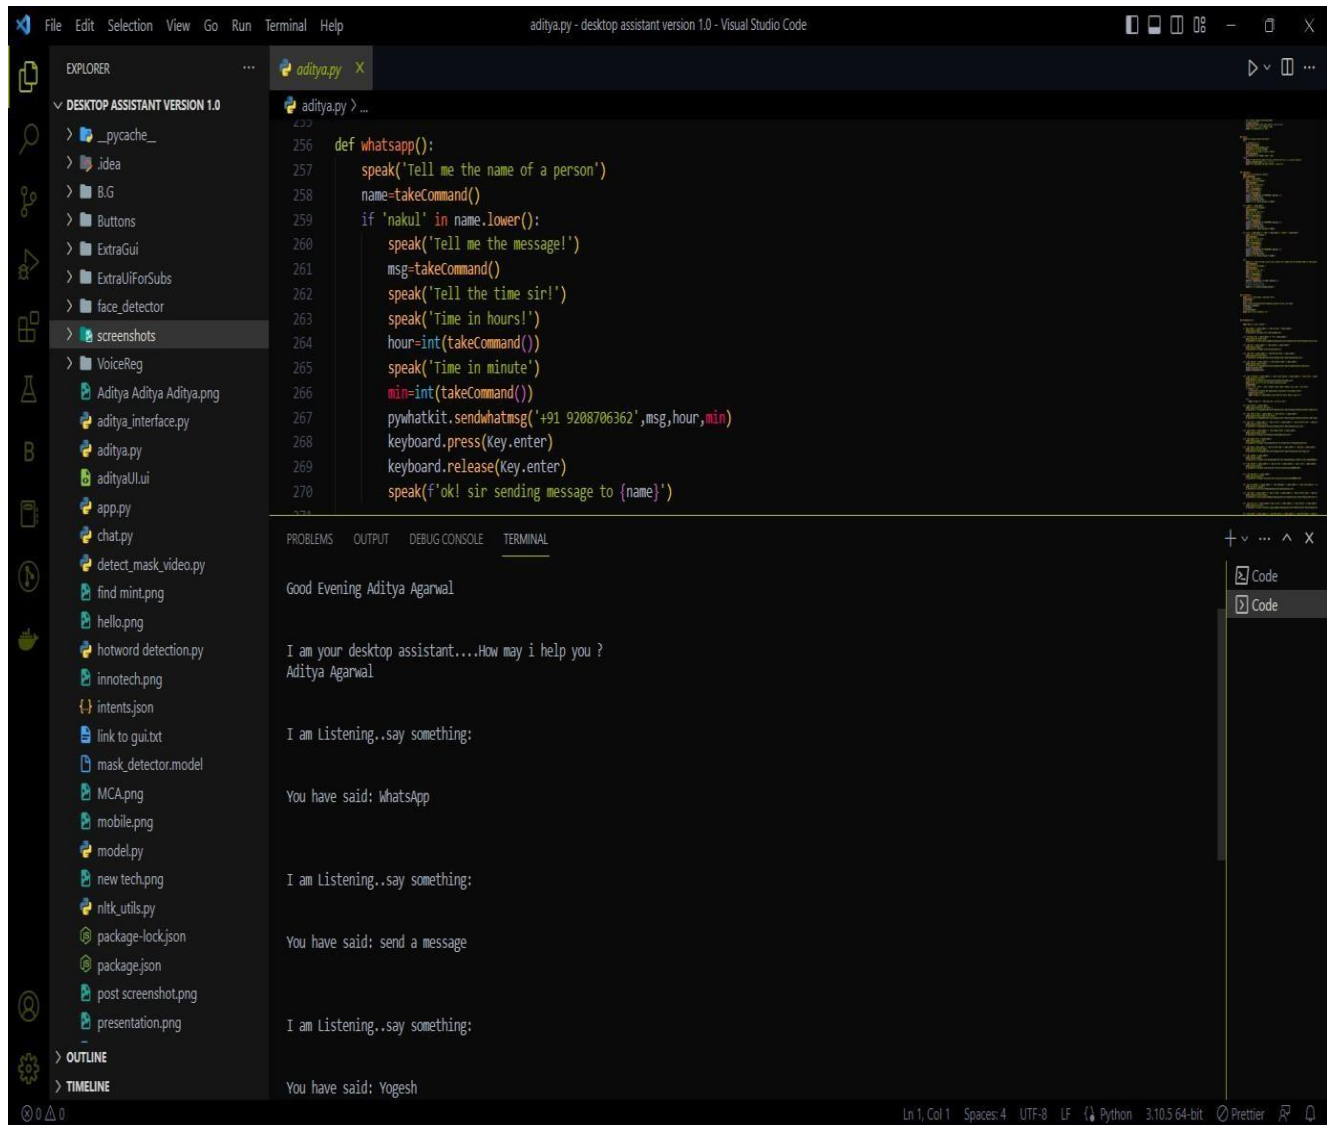 File Edit Selection View Go Run Terminal Help
aditya.py - desktop assistant version 1.0 - Visual Studio Code
EXPLORER
DESKTOP ASSISTANT VERSION 1.0
__pycache__
.idea
B.G
Buttons
ExtraGui
ExtraUiForSubs
face_detector
screenshots
VoiceReg
Aditya Aditya Aditya.png
aditya_interface.py
aditya.py
adityaUI.ui
app.py
chat.py
detect_mask_video.py
find mint.png
hello.png
hotword detection.py
innotech.png
intents.json
link to gui.txt
mask_detector.model
MCA.png
mobile.png
model.py
new tech.png
nltk_utils.py
package-lock.json
package.json
post screenshot.png
presentation.png
OUTLINE
TIMELINE
aditya.py X
aditya.py > ...
255
256 def whatsapp():
257 speak('Tell me the name of a person')
258 name=takeCommand()
259 if 'nakul' in name.lower():
260 speak('Tell me the message!')
261 msg=takeCommand()
262 speak('Tell the time sir!')
263 speak('Time in hours!')
264 hour=int(takeCommand())
265 speak('Time in minute')
266 min=int(takeCommand())
267 pywhatkit.sendwhatmsg('+91 9208706362',msg,hour,min)
268 keyboard.press(Key.enter)
269 keyboard.release(Key.enter)
270 speak(f'ok! sir sending message to {name}')
PROBLEMS OUTPUT DEBUG CONSOLE TERMINAL
Good Evening Aditya Agarwal
I am your desktop assistant....How may i help you ?
Aditya Agarwal
I am Listening..say something:
You have said: WhatsApp
I am Listening..say something:
You have said: send a message
I am Listening..say something:
You have said: Yogesh
Code
Code
0 0
Ln 1, Col 1 Spaces: 4 UTF-8 LF Python 3.10.5 64-bit Prettier